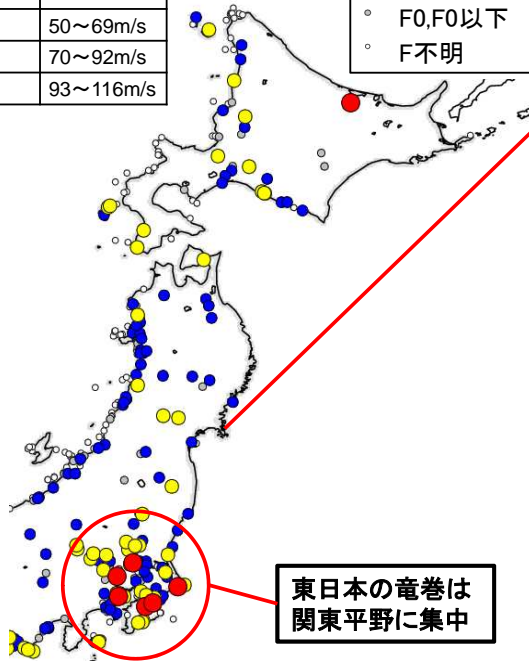 50～69m/s
70～92m/s
93～116m/s
F0,F0以下
F不明
東日本の竜巻は
関東平野に集中